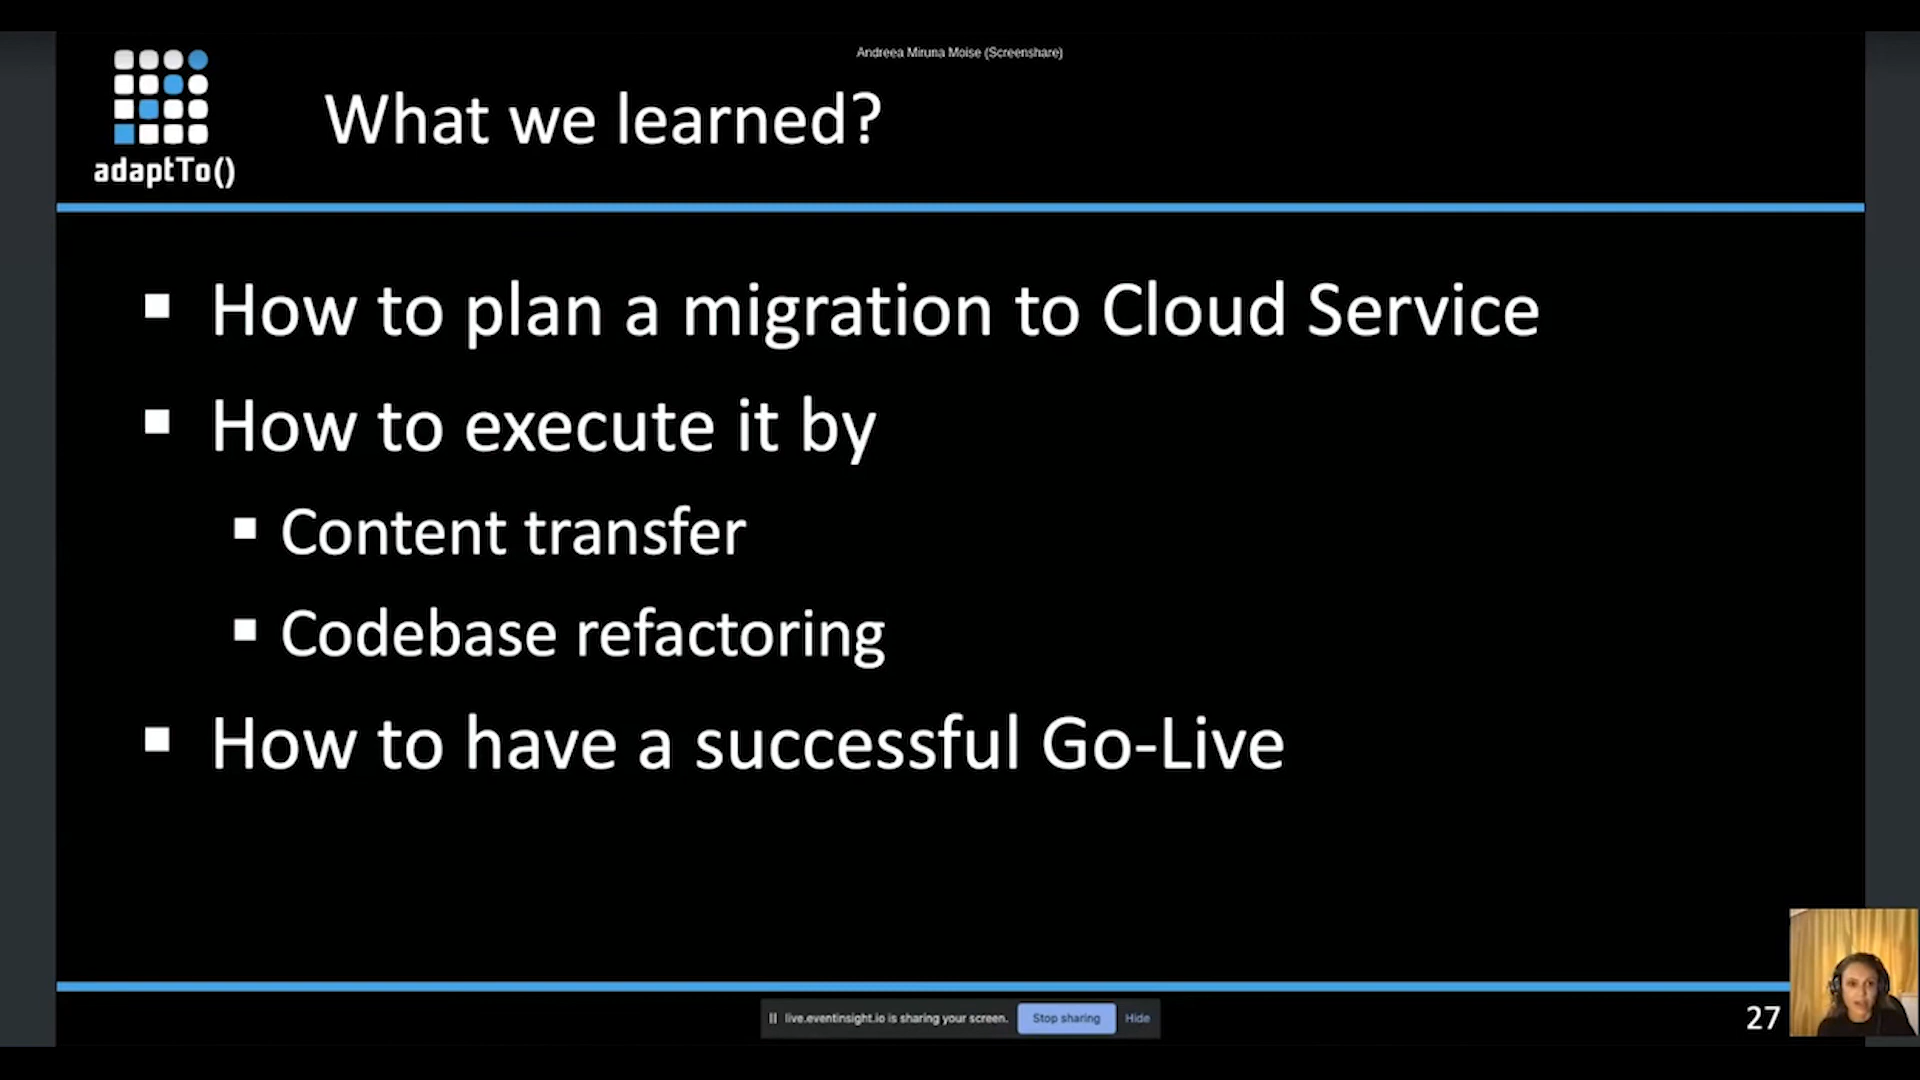 Andreea Miruna Moise (Screenshare)
adaptTo()
What we learned?
How to plan a migration to Cloud Service
How to execute it by
Content transfer
Codebase refactoring
How to have a successful Go-Live
live.eventinsight.io is sharing your screen. Stop sharing Hide
27